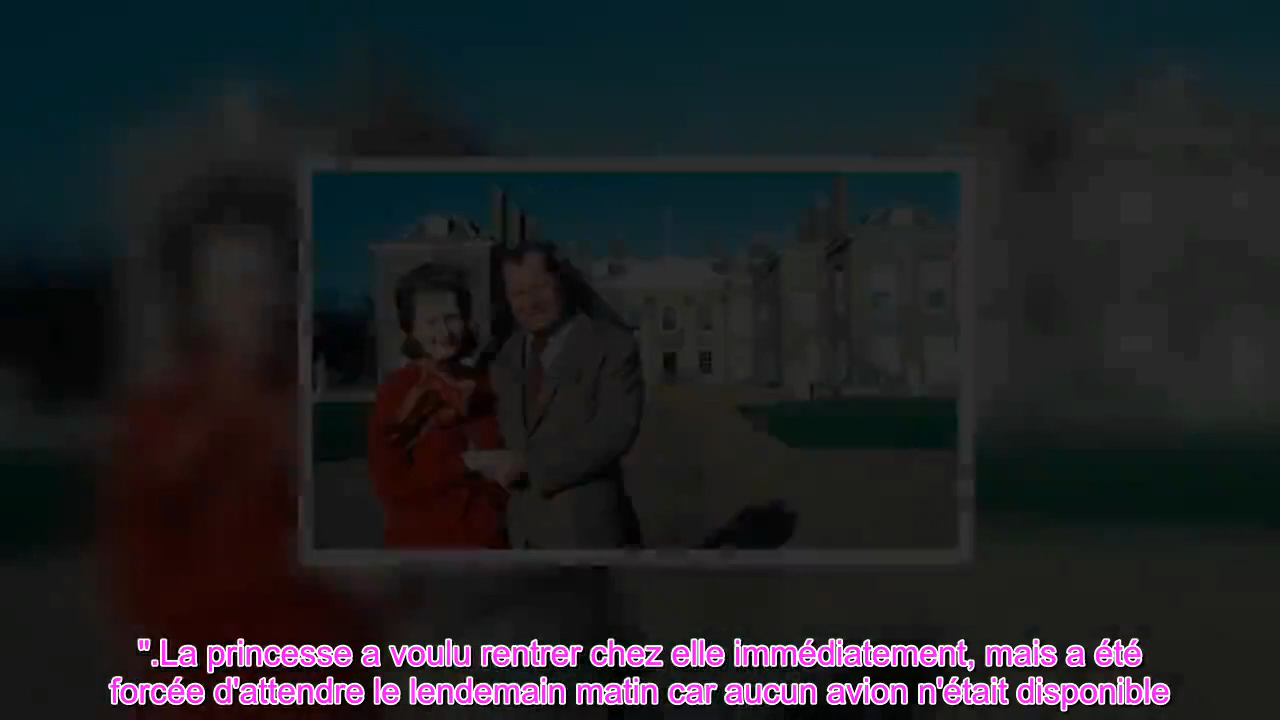 ".La princesse a voulu rentrer chez elle immédiatement, mais a été
forcée d'attendre le lendemain matin car aucun avion n'était disponible